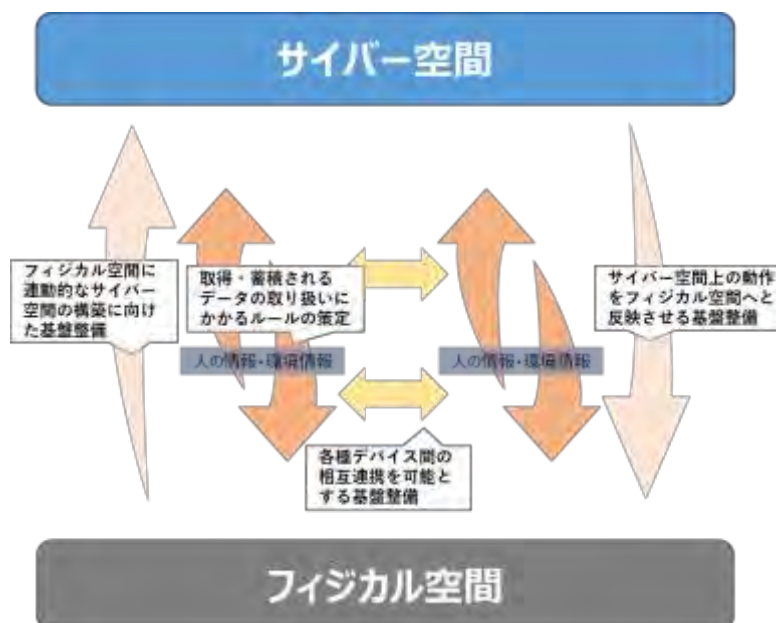 サイバー空間
フィジカル空間に
連動的なサイバー
空間の構築に向け
た基盤整備
取得・蓄積される
データの取り扱いに
かかるルールの策定
サイバー空間上の動作
をフィジカル空間へと
反映させる基盤整備
人の情報・環境情報
人の情報・環境情報
各種デバイス間の
相互連携を可能と
する基盤整備
フィジカル空間